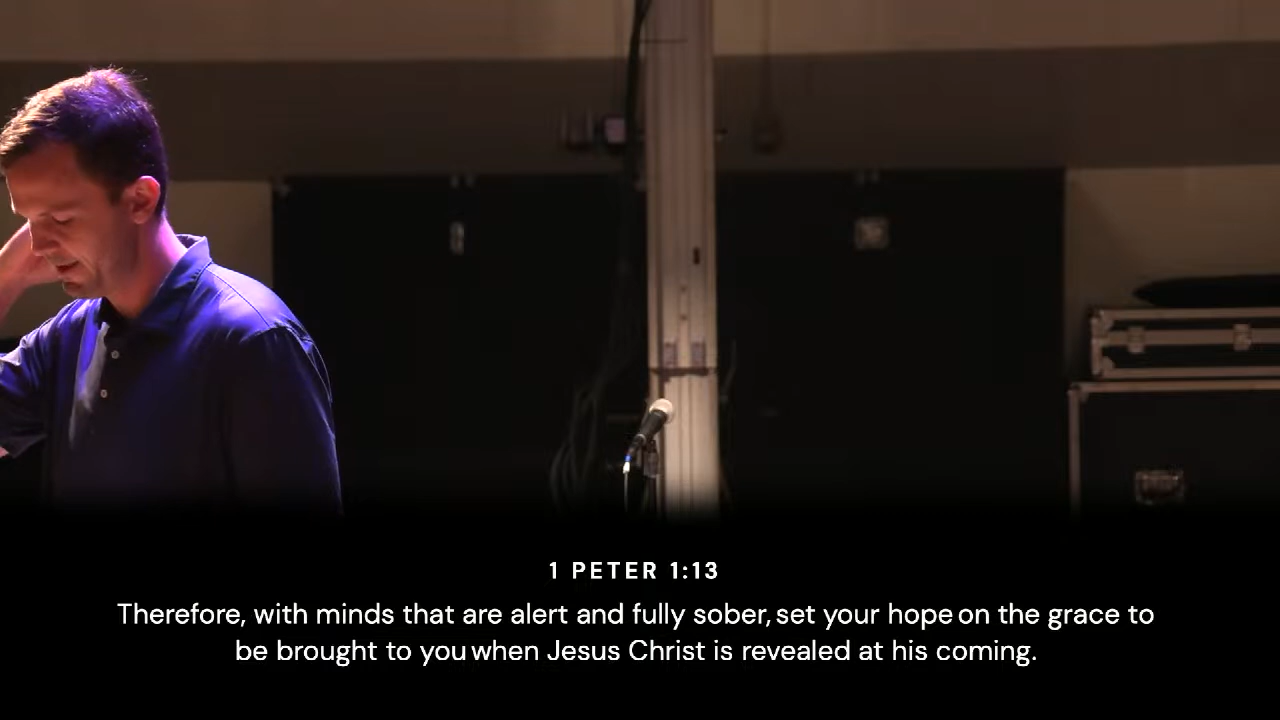 1 PETER 1:13
Therefore, with minds that are alert and fully sober, set your hope on the grace to
be brought to you when Jesus Christ is revealed at his coming.